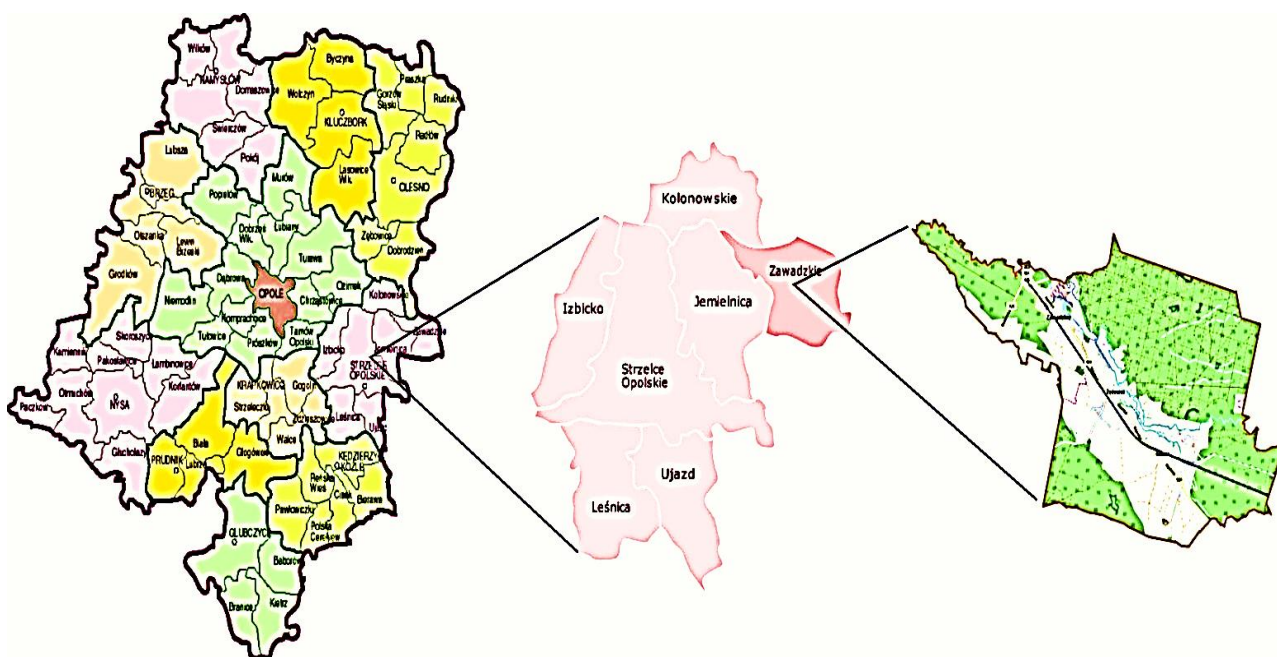 Wilków
NAMYSŁÓW
Domaszowice
Świerczów
Pokój
Byczyna
Wołczyn
KLUCZBORK
Lasowice
Wlk.
Praszka
Gorzów
Śląski
Rudniki
Radłów
OLESNO
Zębowice
Dobrodzień
Lubsza
BRZEG
Olszanka
Lewin
Brzeski
Grodków
Popielów
Murów
Dobrzeń
Wlk.
Łubiany
Turawa
Dąbrowa
OPOLE
Ozimek
Chrząstowice
Niemodlin
Komprachcice
Tułowice
Prószków
Tarnów
Opolski
Kolonowskie
Zawadzkie
Jemielnica
Izbicko
STRZELCE
OPOLSKIE
Leśnica
Skoroszyce
Kamiennik
Pakosławice
Łambinowice
Korfantów
Otmuchów
Paczków
NYSA
Głuchołazy
KRAPKOWICE
Gogolin
Strzeleczki
Zdzieszowice
Walce
Biała
PRUDNIK
Lubrza
Głogówek
KĘDZIERZYN
KOŹLE
Reńska
Wieś
Cisek
Bierawa
Pawłowiczki
Polska
Cerekiew
GŁUBCZYCE
Baborów
Branice
Kietrz
Kolonowskie
Zawadzkie
Izbicko
Jemielnica
Strzelce
Opolskie
Ujazd
Leśnica